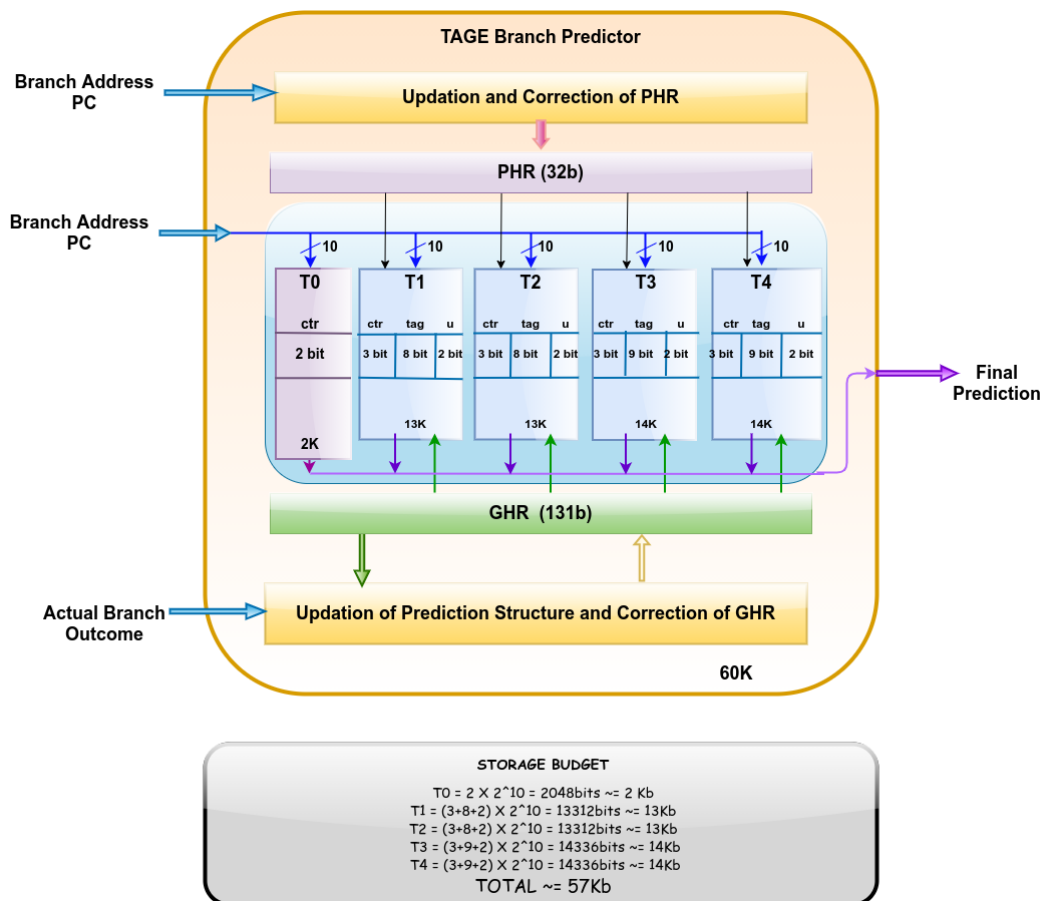 TAGE Branch Predictor
Branch Address
PC
Updation and Correction of PHR
PHR (32b)
Branch Address
PC
10 10 10 10 10
T0 T1 T2 T3 T4
ctr ctr tag u ctr tag u ctr tag u ctr tag u
2 bit 3 bit 8 bit 2 bit 3 bit 8 bit 2 bit 3 bit 9 bit 2 bit 3 bit 9 bit 2 bit
Final
Prediction
13K 13K 14K 14K
2K
GHR (131b)
Actual Branch
Outcome
Updation of Prediction Structure and Correction of GHR
60K
STORAGE BUDGET
T0 = 2 X 2^10 = 2048bits ~= 2 Kb
T1 = (3+8+2) X 2^10 = 13312bits ~= 13Kb
T2 = (3+8+2) X 2^10 = 13312bits ~= 13Kb
T3 = (3+9+2) X 2^10 = 14336bits ~= 14Kb
T4 = (3+9+2) X 2^10 = 14336bits ~= 14Kb
TOTAL ~= 57Kb